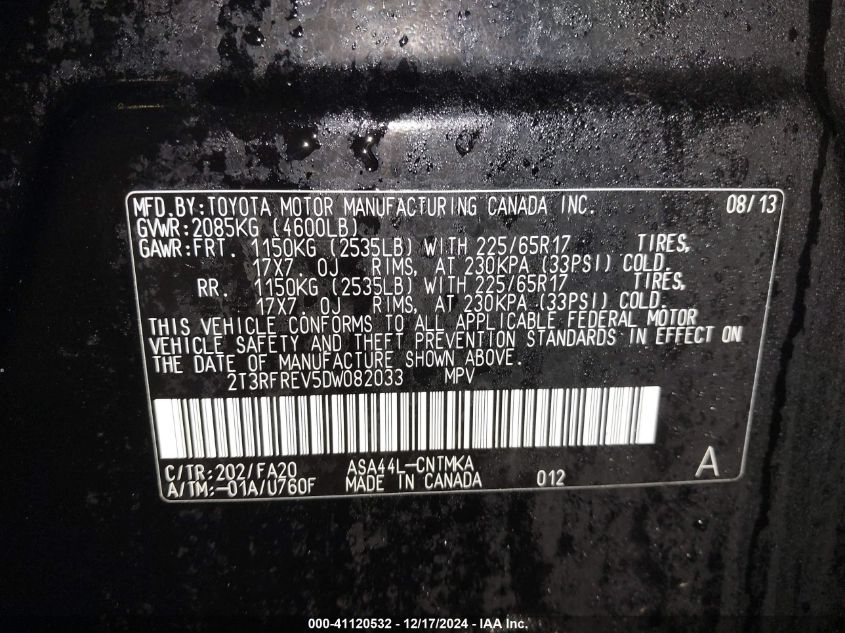 MFD.BY:TOYOTA MOTOR MANUFACTURING CANADA INC. 08/13
GVWR:2085KG (4600LB)
GAWR:FRT. 1150KG (2535LB) WITH 225/65R17 TIRES,
17X7.0J RIMS, AT 230KPA (33PSI) COLD.
RR. 1150KG (2535LB) WITH 225/65R17 TIRES,
17X7.0J RIMS, AT 230KPA (33PSI) COLD.
THIS VEHICLE CONFORMS TO ALL APPLICABLE FEDERAL MOTOR
VEHICLE SAFETY AND THEFT PREVENTION STANDARDS IN EFFECT ON
THE DATE OF MANUFACTURE SHOWN ABOVE.
2T3RFREV5DW082033 MPV
C/TR:202/FA20 ASA44L-CNTMKA
A/TM:-01A/U760F MADE IN CANADA 012 A
000-41120532 - 12/17/2024 - IAA Inc.